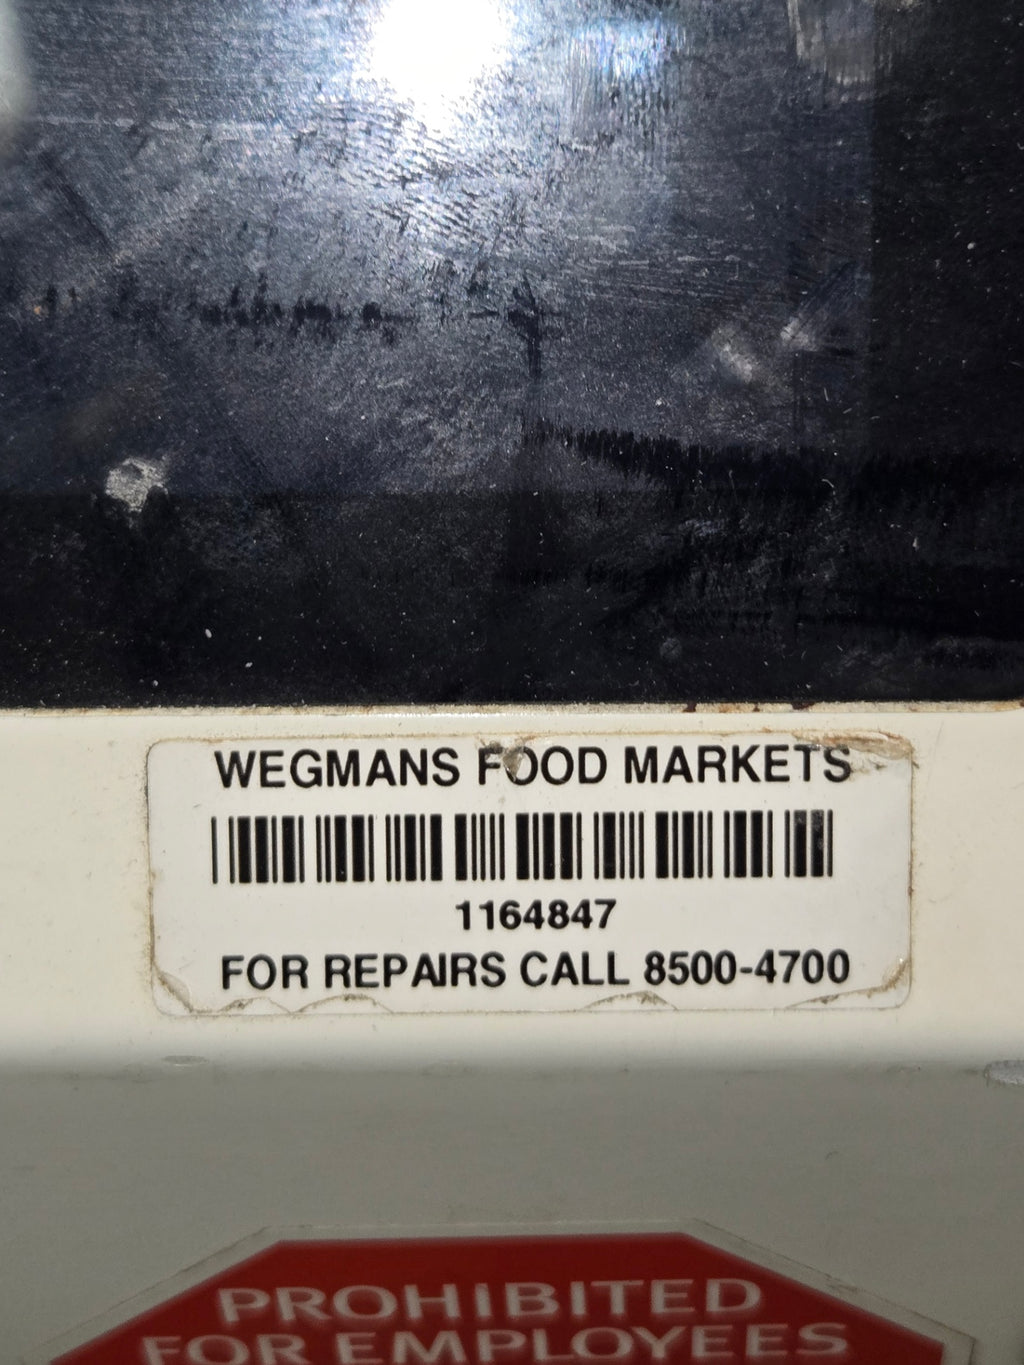 WEGMANS FOOD MARKETS
1164847
FOR REPAIRS CALL 8500-4700
PROHIBITED
FOR EMPLOYEES